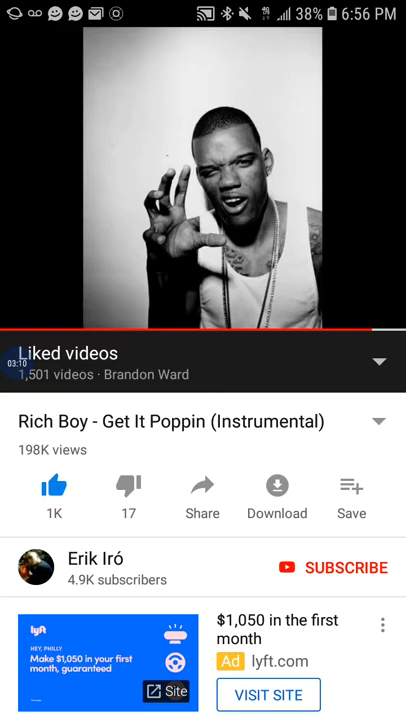 38% 6:56 PM
Liked videos
03:10
1,501 videos · Brandon Ward
Rich Boy - Get It Poppin (Instrumental)
198K views
1K 17 Share Download Save
Erik Iró
4.9K subscribers
SUBSCRIBE
lyft
HEY, PHILLY
Make $1,050 in your first
month, guaranteed
Site
$1,050 in the first
month
Ad lyft.com
VISIT SITE